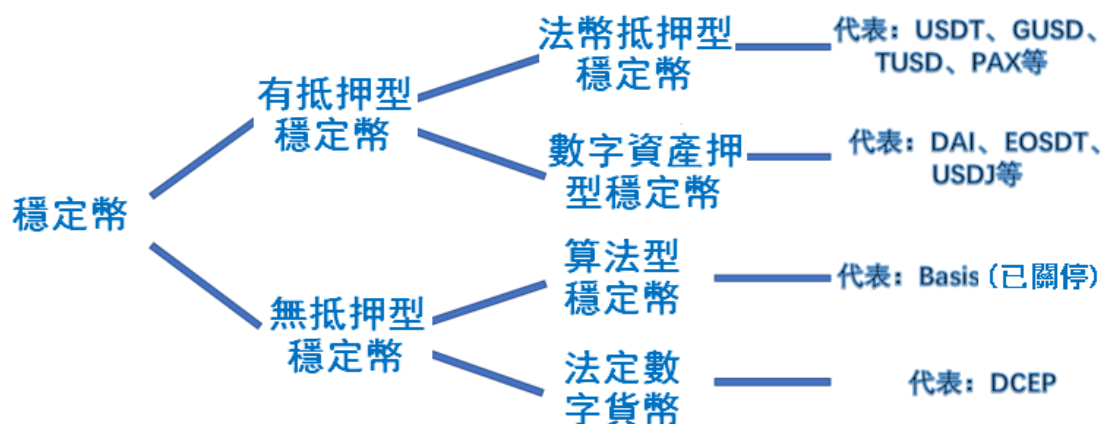 穩定幣
有抵押型
穩定幣
法幣抵押型
穩定幣
代表：USDT、GUSD、
TUSD、PAX等
數字資產押
型穩定幣
代表：DAI、EOSDT、
USDJ等
無抵押型
穩定幣
算法型
穩定幣
代表：Basis（已關停）
法定數
字貨幣
代表：DCEP